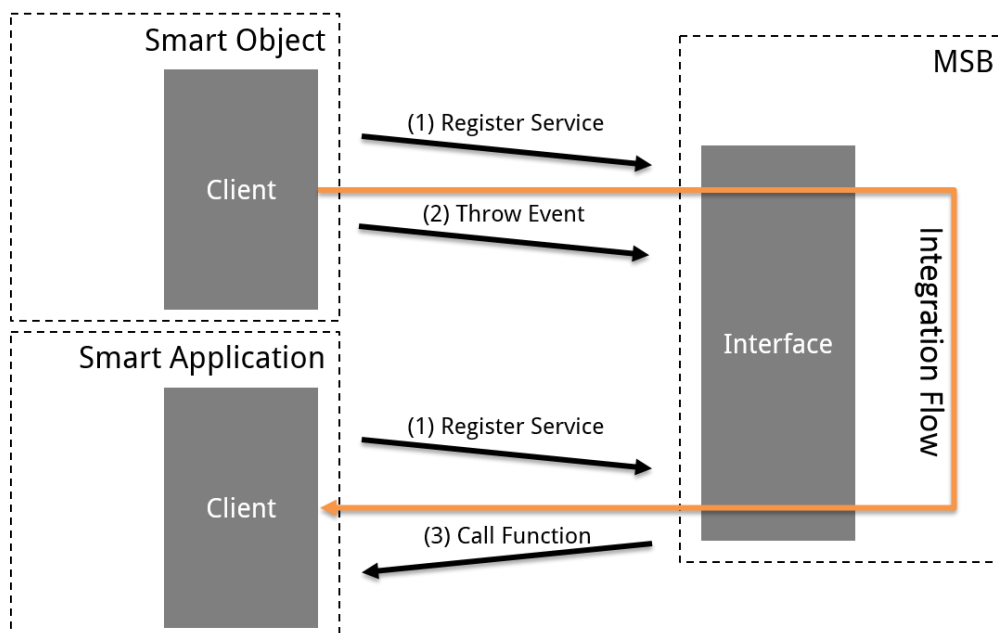 Smart Object
MSB
(1) Register Service
Client
(2) Throw Event
Integration Flow
Interface
Smart Application
(1) Register Service
Client
(3) Call Function